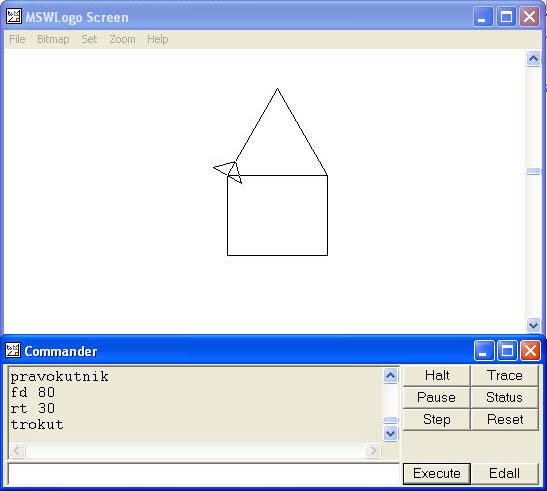 MSWLogo Screen
File Bitmap Set Zoom Help
Commander
pravokutnik
fd 80
rt 30
trokut
Halt Trace
Pause Status
Step Reset
Execute Edall